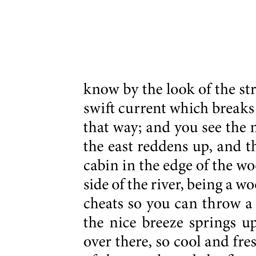 know by the look of the str
swift current which breaks
that way; and you see the
the east reddens up, and th
cabin in the edge of the wo
side of the river, being a wo
cheats so you can throw a
the nice breeze springs up
over there, so cool and fres